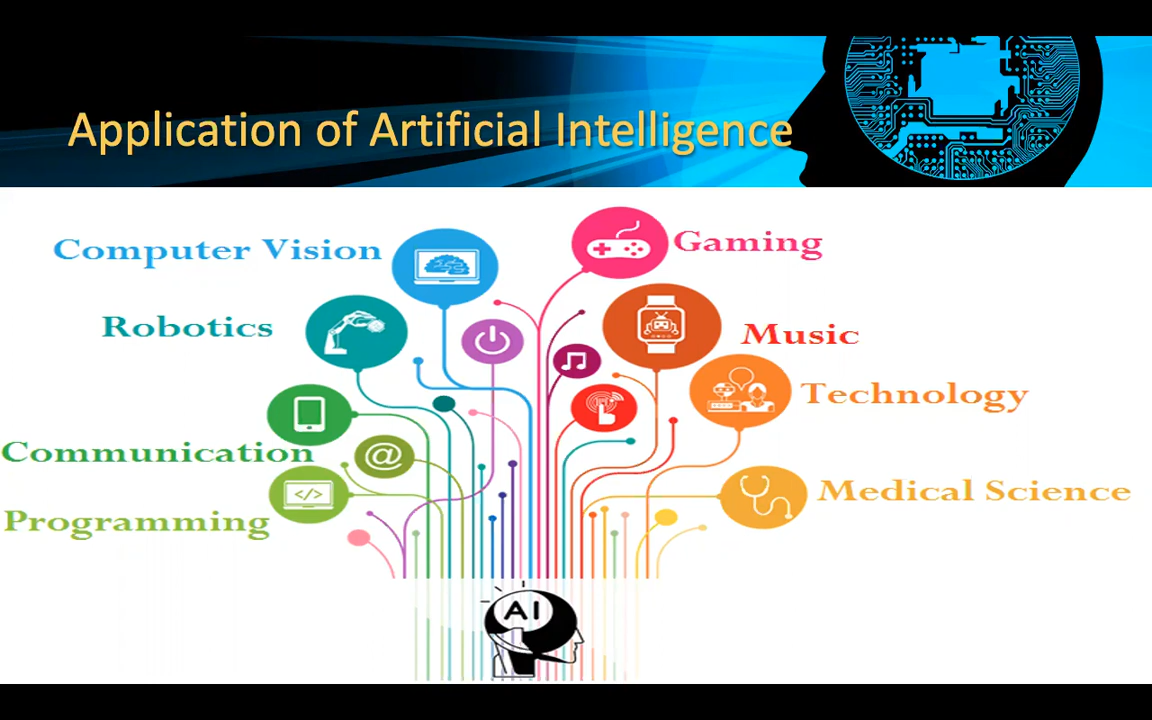 Application of Artificial Intelligence
Computer Vision
Gaming
Robotics
Music
Technology
Communication
@
Medical Science
</>
Programming
AI